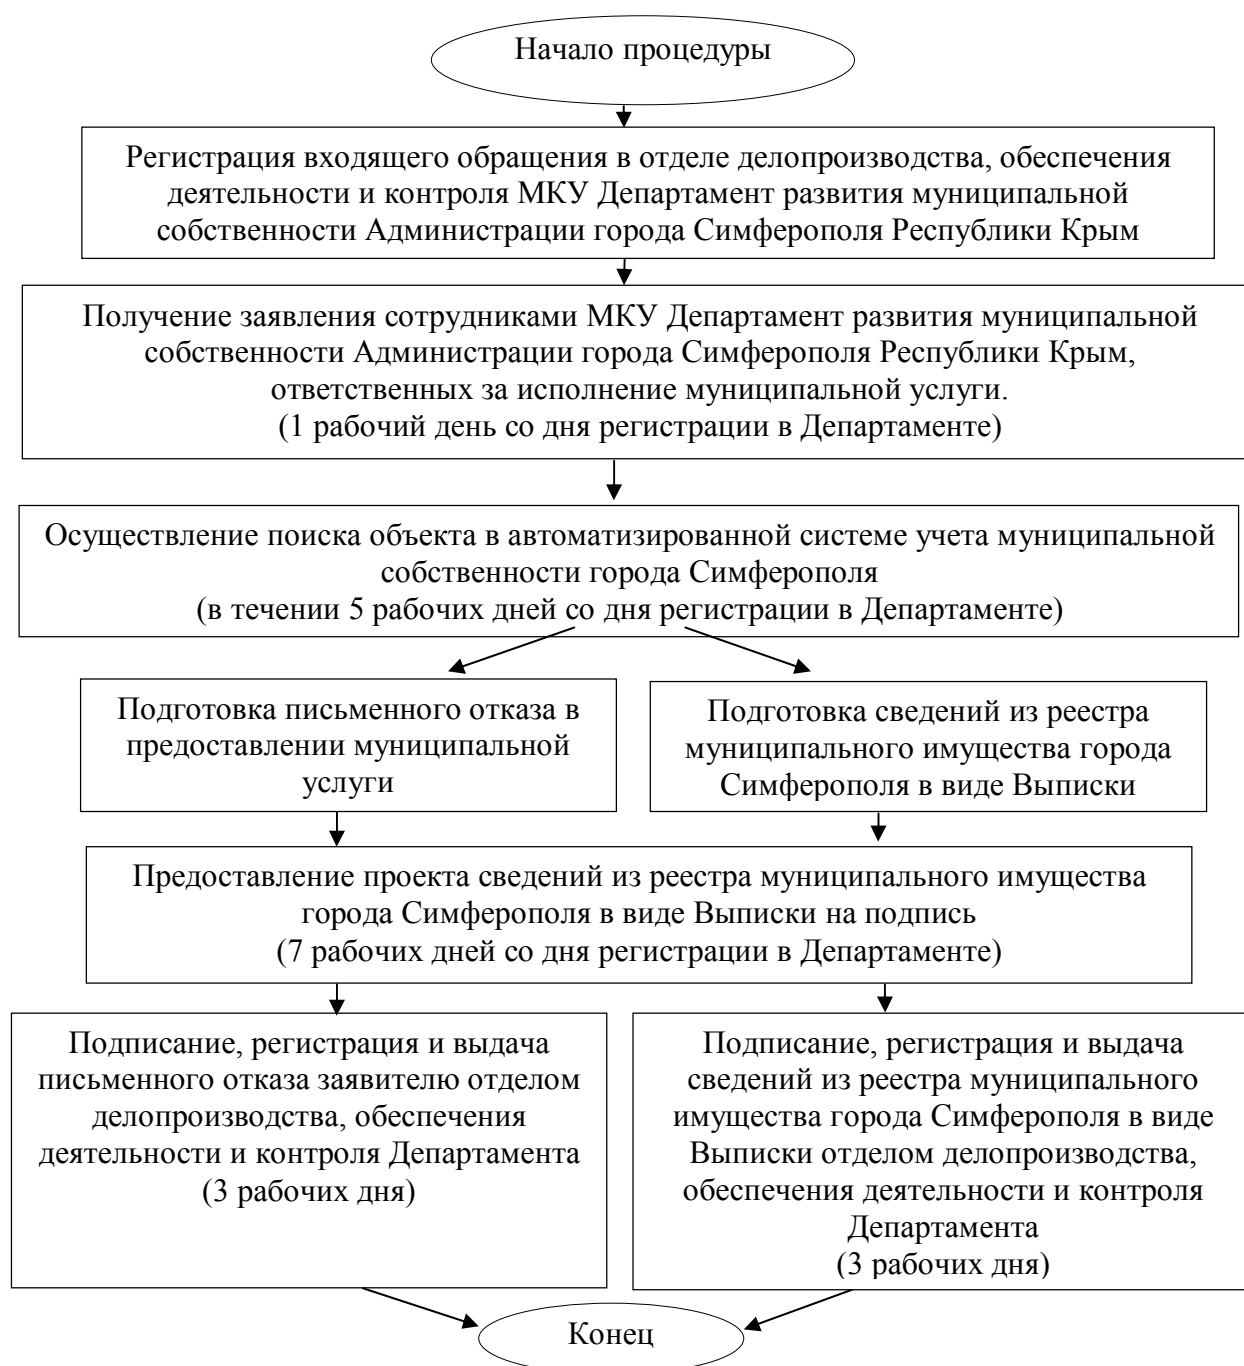 Начало процедуры
Регистрация входящего обращения в отделе делопроизводства, обеспечения
деятельности и контроля МКУ Департамент развития муниципальной
собственности Администрации города Симферополя Республики Крым
Получение заявления сотрудниками МКУ Департамент развития муниципальной
собственности Администрации города Симферополя Республики Крым,
ответственных за исполнение муниципальной услуги.
(1 рабочий день со дня регистрации в Департаменте)
Осуществление поиска объекта в автоматизированной системе учета муниципальной
собственности города Симферополя
(в течении 5 рабочих дней со дня регистрации в Департаменте)
Подготовка письменного отказа в
предоставлении муниципальной
услуги
Подготовка сведений из реестра
муниципального имущества города
Симферополя в виде Выписки
Предоставление проекта сведений из реестра муниципального имущества
города Симферополя в виде Выписки на подпись
(7 рабочих дней со дня регистрации в Департаменте)
Подписание, регистрация и выдача
письменного отказа заявителю отделом
делопроизводства, обеспечения
деятельности и контроля Департамента
(3 рабочих дня)
Подписание, регистрация и выдача
сведений из реестра муниципального
имущества города Симферополя в виде
Выписки отделом делопроизводства,
обеспечения деятельности и контроля
Департамента
(3 рабочих дня)
Конец